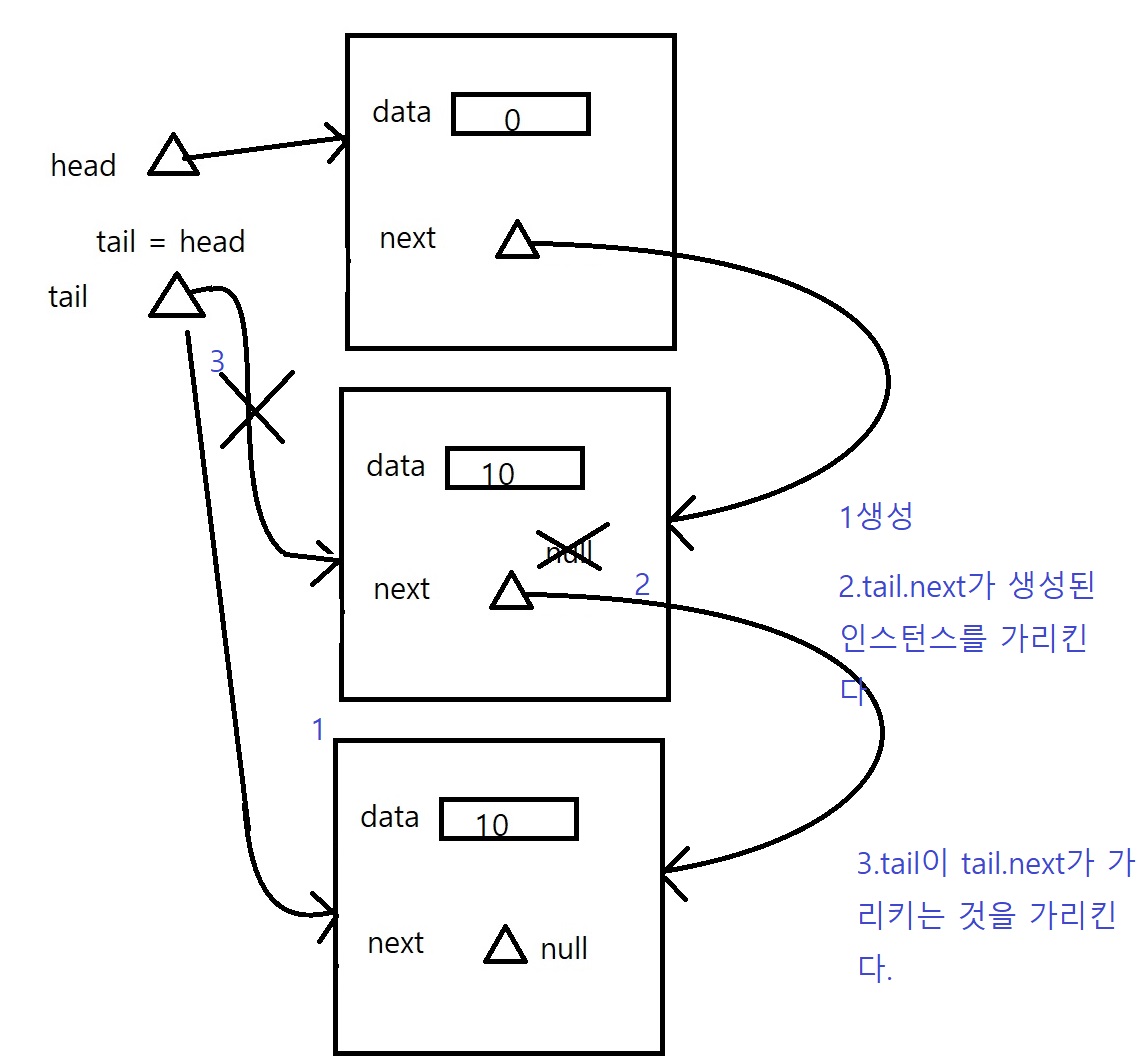 data 0
head
next
tail = head
tail
3
data 10
null
next
2
1생성
2.tail.next가 생성된
인스턴스를 가리킨
다
1
data 10
next
null
3.tail이 tail.next가 가
리키는 것을 가리킨
다.